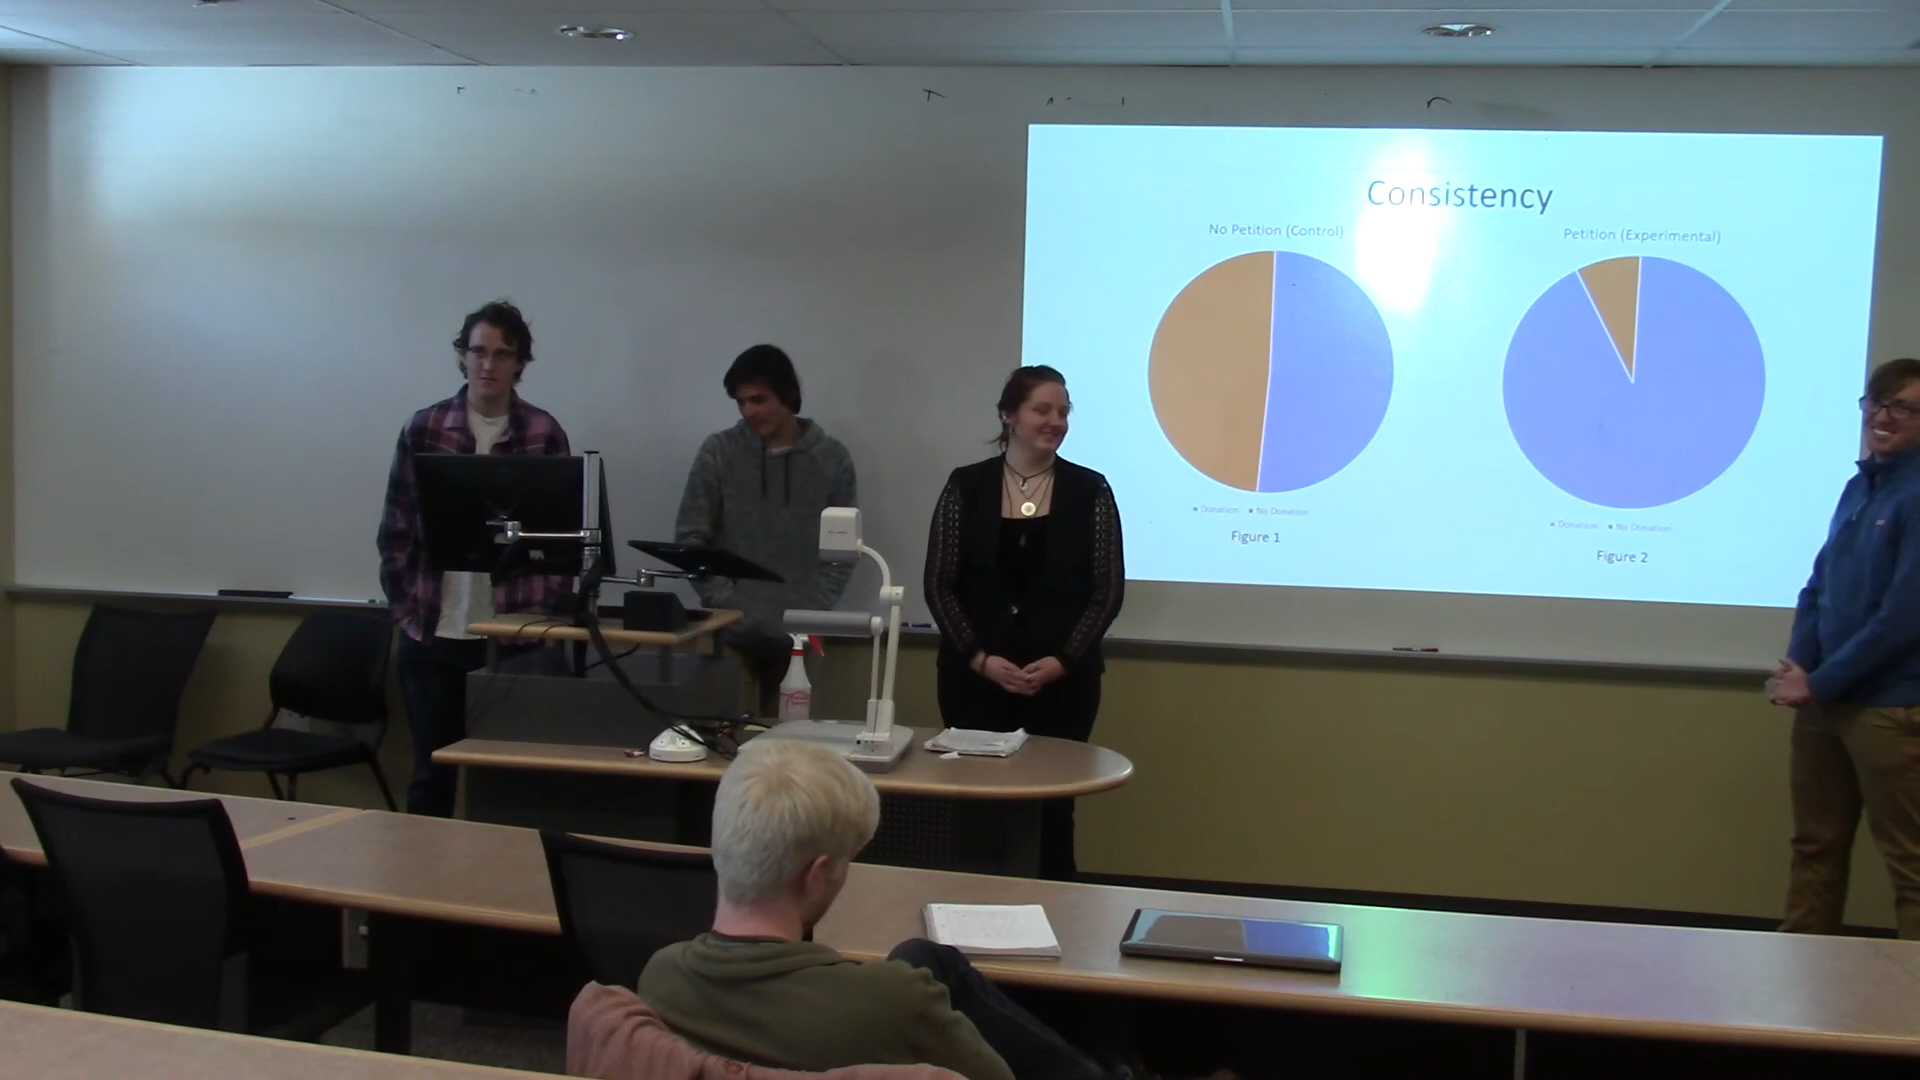 Consistency
No Petition (Control)
Petition (Experimental)
Donation No Donation
Donation No Donation
Figure 1
Figure 2